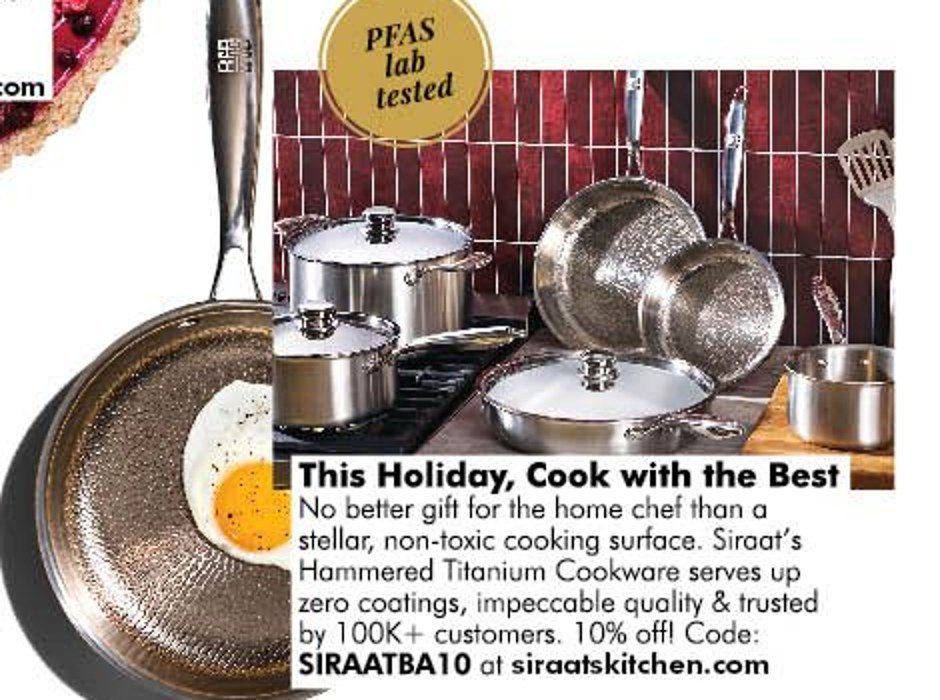 com
PFAS
lab
tested
This Holiday, Cook with the Best
No better gift for the home chef than a
stellar, non-toxic cooking surface. Siraat’s
Hammered Titanium Cookware serves up
zero coatings, impeccable quality & trusted
by 100K+ customers. 10% off! Code:
SIRAATBA10 at siraatskitchen.com